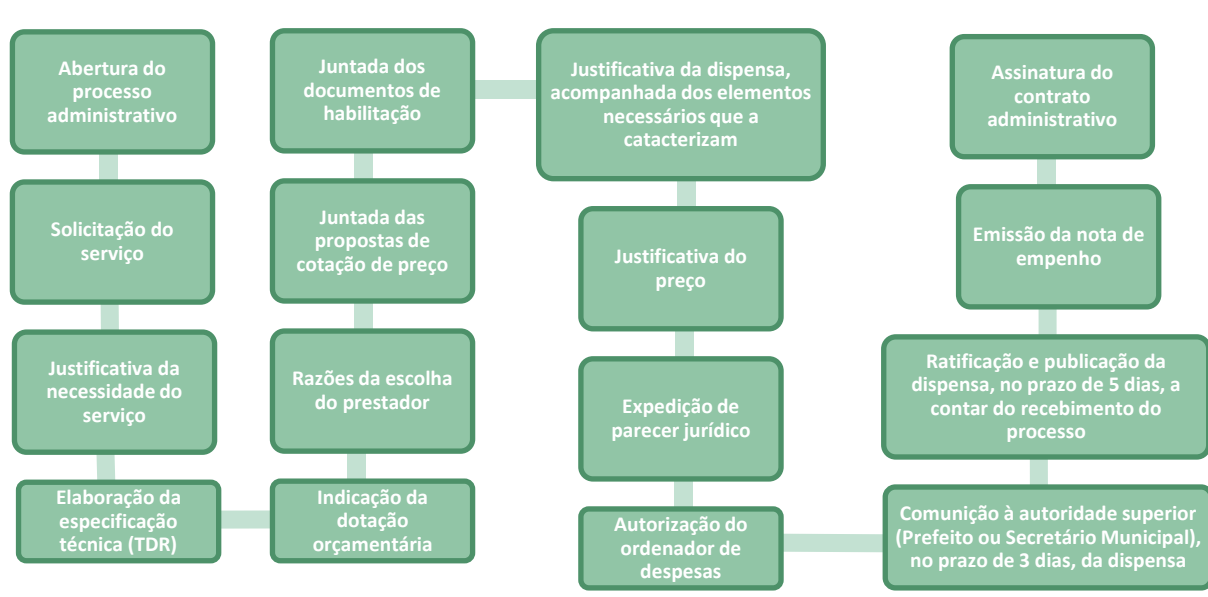 Abertura do
processo
administrativo
Solicitação do
serviço
Justificativa da
necessidade do
serviço
Elaboração da
especificação
técnica (TDR)
Indicação da
dotação
orçamentária
Razões da escolha
do prestador
Juntada das
propostas de
cotação de preço
Juntada dos
documentos de
habilitação
Justificativa da dispensa,
acompanhada dos elementos
necessários que a
catacterizam
Justificativa do
preço
Expedição de
parecer jurídico
Autorização do
ordenador de
despesas
Comunição à autoridade superior
(Prefeito ou Secretário Municipal),
no prazo de 3 dias, da dispensa
Ratificação e publicação da
dispensa, no prazo de 5 dias, a
contar do recebimento do
processo
Emissão da nota de
empenho
Assinatura do
contrato
administrativo